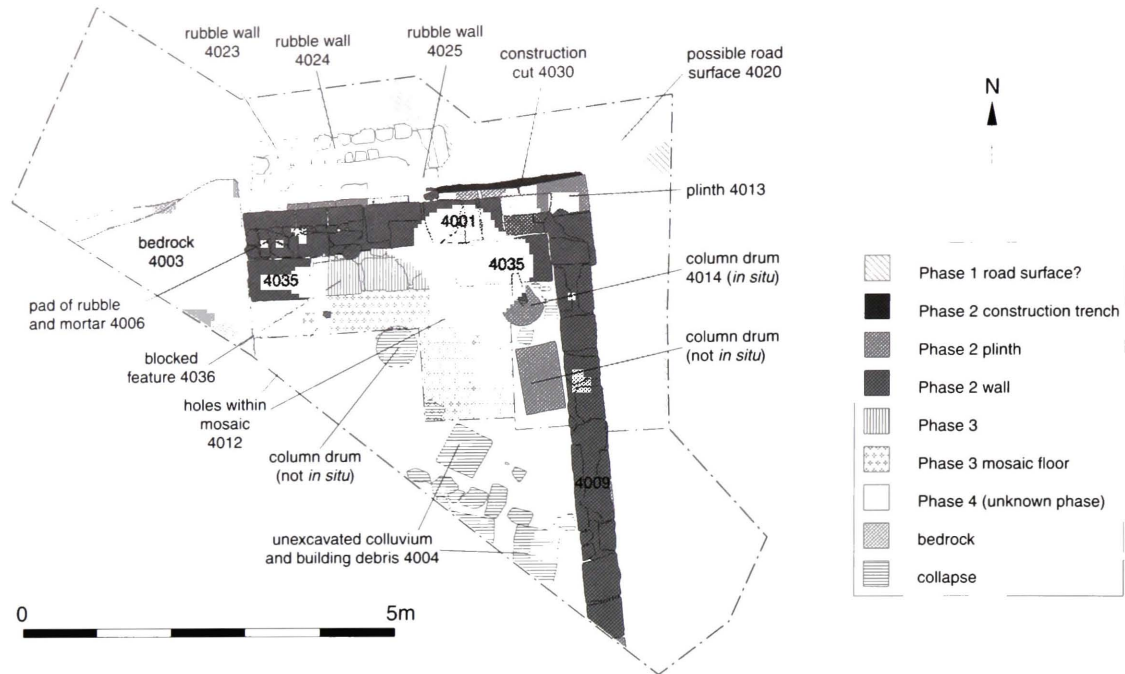 rubble wall
4023
rubble wall
4024
rubble wall
4025
construction
cut 4030
possible road
surface 4020
N
plinth 4013
4001
bedrock
4003
4035
4035
column drum
4014 (in situ)
pad of rubble
and mortar 4006
column drum
(not in situ)
blocked
feature 4036
holes within
mosaic
4012
column drum
(not in situ)
4009
unexcavated colluvium
and building debris 4004
0
5m
Phase 1 road surface?
Phase 2 construction trench
Phase 2 plinth
Phase 2 wall
Phase 3
Phase 3 mosaic floor
Phase 4 (unknown phase)
bedrock
collapse